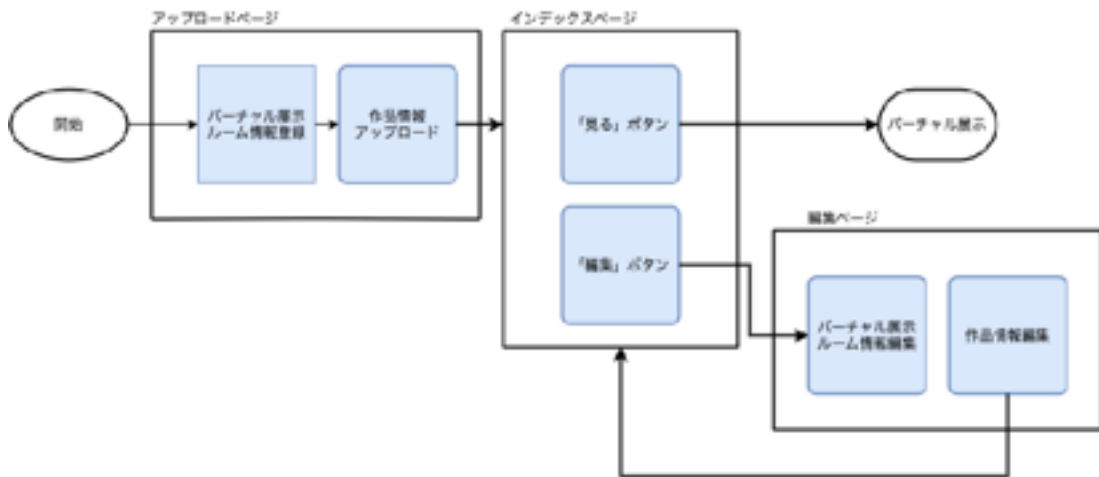 アップロードページ
インデックスページ
開始
バーチャル展示
ルーム情報登録
作品情報
アップロード
「見る」ボタン
バーチャル展示
編集ページ
「編集」ボタン
バーチャル展示
ルーム情報編集
作品情報編集